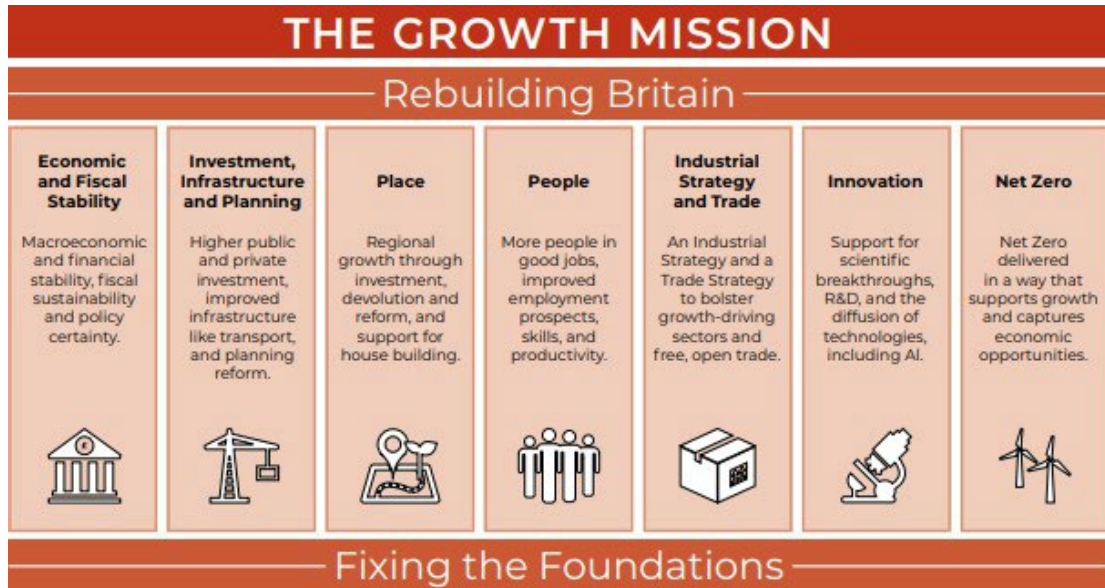 THE GROWTH MISSION
Rebuilding Britain
Economic
and Fiscal
Stability
Macroeconomic
and financial
stability, fiscal
sustainability
and policy
certainty.
Investment,
Infrastructure
and Planning
Higher public
and private
investment,
improved
infrastructure
like transport,
and planning
reform.
Place
Regional
growth through
investment,
devolution and
reform, and
support for
house building.
People
More people in
good jobs,
improved
employment
prospects,
skills, and
productivity.
Industrial
Strategy
and Trade
An Industrial
Strategy and a
Trade Strategy
to bolster
growth-driving
sectors and
free, open trade.
Innovation
Support for
scientific
breakthroughs,
R&D, and the
diffusion of
technologies,
including AI.
Net Zero
Net Zero
delivered
in a way that
supports growth
and captures
economic
opportunities.
Fixing the Foundations